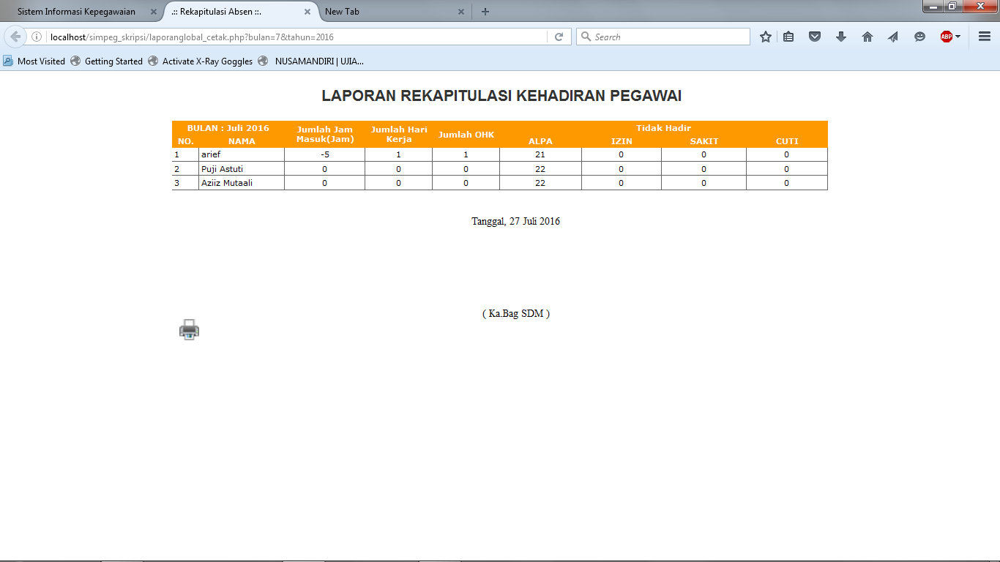 Sistem Informasi Kepegawaian
.:: Rekapitulasi Absen ::.
New Tab
localhost/simpeg_skripsi/laporanglobal_cetak.php?bulan=7&tahun=2016
Search
ABP
Most Visited Getting Started Activate X-Ray Goggles NUSAMANDIRI | UJIA...
LAPORAN REKAPITULASI KEHADIRAN PEGAWAI
BULAN : Juli 2016 Jumlah Jam Masuk(Jam) Jumlah Hari Kerja Jumlah OHK Tidak Hadir
NO. NAMA ALPA IZIN SAKIT CUTI
1 arief -5 1 1 21 0 0 0
2 Puji Astuti 0 0 0 22 0 0 0
3 Aziiz Mutaali 0 0 0 22 0 0 0
Tanggal, 27 Juli 2016
( Ka.Bag SDM )